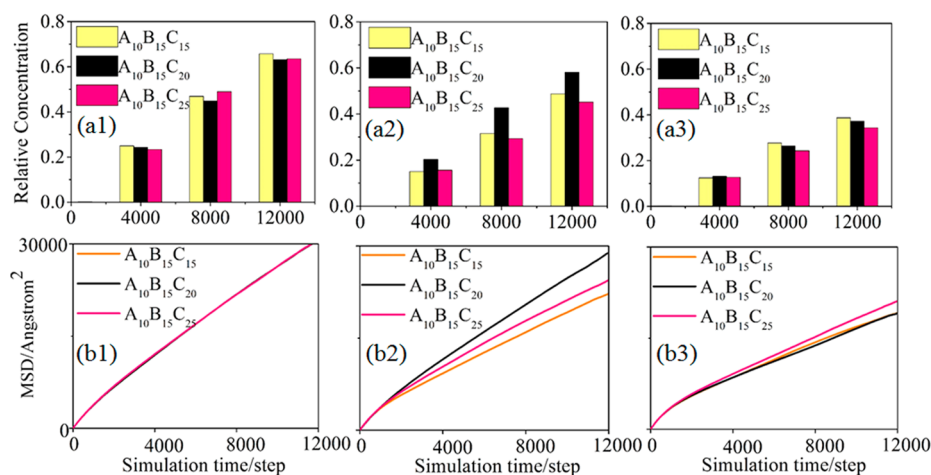 Relative Concentration
0.8
0.6
0.4
0.2
0.0
A₁₀B₁₅C₁₅
A₁₀B₁₅C₂₀
A₁₀B₁₅C₂₅
(a1)
0 4000 8000 12000
0.8
0.6
0.4
0.2
0.0
A₁₀B₁₅C₁₅
A₁₀B₁₅C₂₀
A₁₀B₁₅C₂₅
(a2)
0 4000 8000 12000
0.8
0.6
0.4
0.2
0.0
A₁₀B₁₅C₁₅
A₁₀B₁₅C₂₀
A₁₀B₁₅C₂₅
(a3)
0 4000 8000 12000
MSD/Angstrom²
30000
0
A₁₀B₁₅C₁₅
A₁₀B₁₅C₂₀
A₁₀B₁₅C₂₅
(b1)
0 4000 8000 12000
Simulation time/step
A₁₀B₁₅C₁₅
A₁₀B₁₅C₂₀
A₁₀B₁₅C₂₅
(b2)
0 4000 8000 12000
Simulation time/step
A₁₀B₁₅C₁₅
A₁₀B₁₅C₂₀
A₁₀B₁₅C₂₅
(b3)
0 4000 8000 12000
Simulation time/step